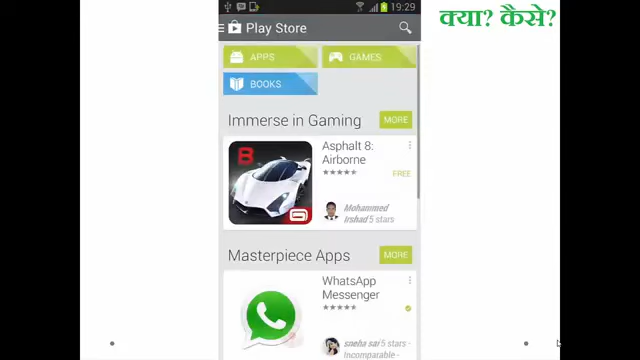 19:29
क्या? कैसे?
Play Store
APPS
GAMES
BOOKS
Immerse in Gaming
MORE
Asphalt 8:
Airborne
FREE
Mohammed
Irshad 5 stars
Masterpiece Apps
MORE
WhatsApp
Messenger
sneha sai 5 stars -
Incomparable -